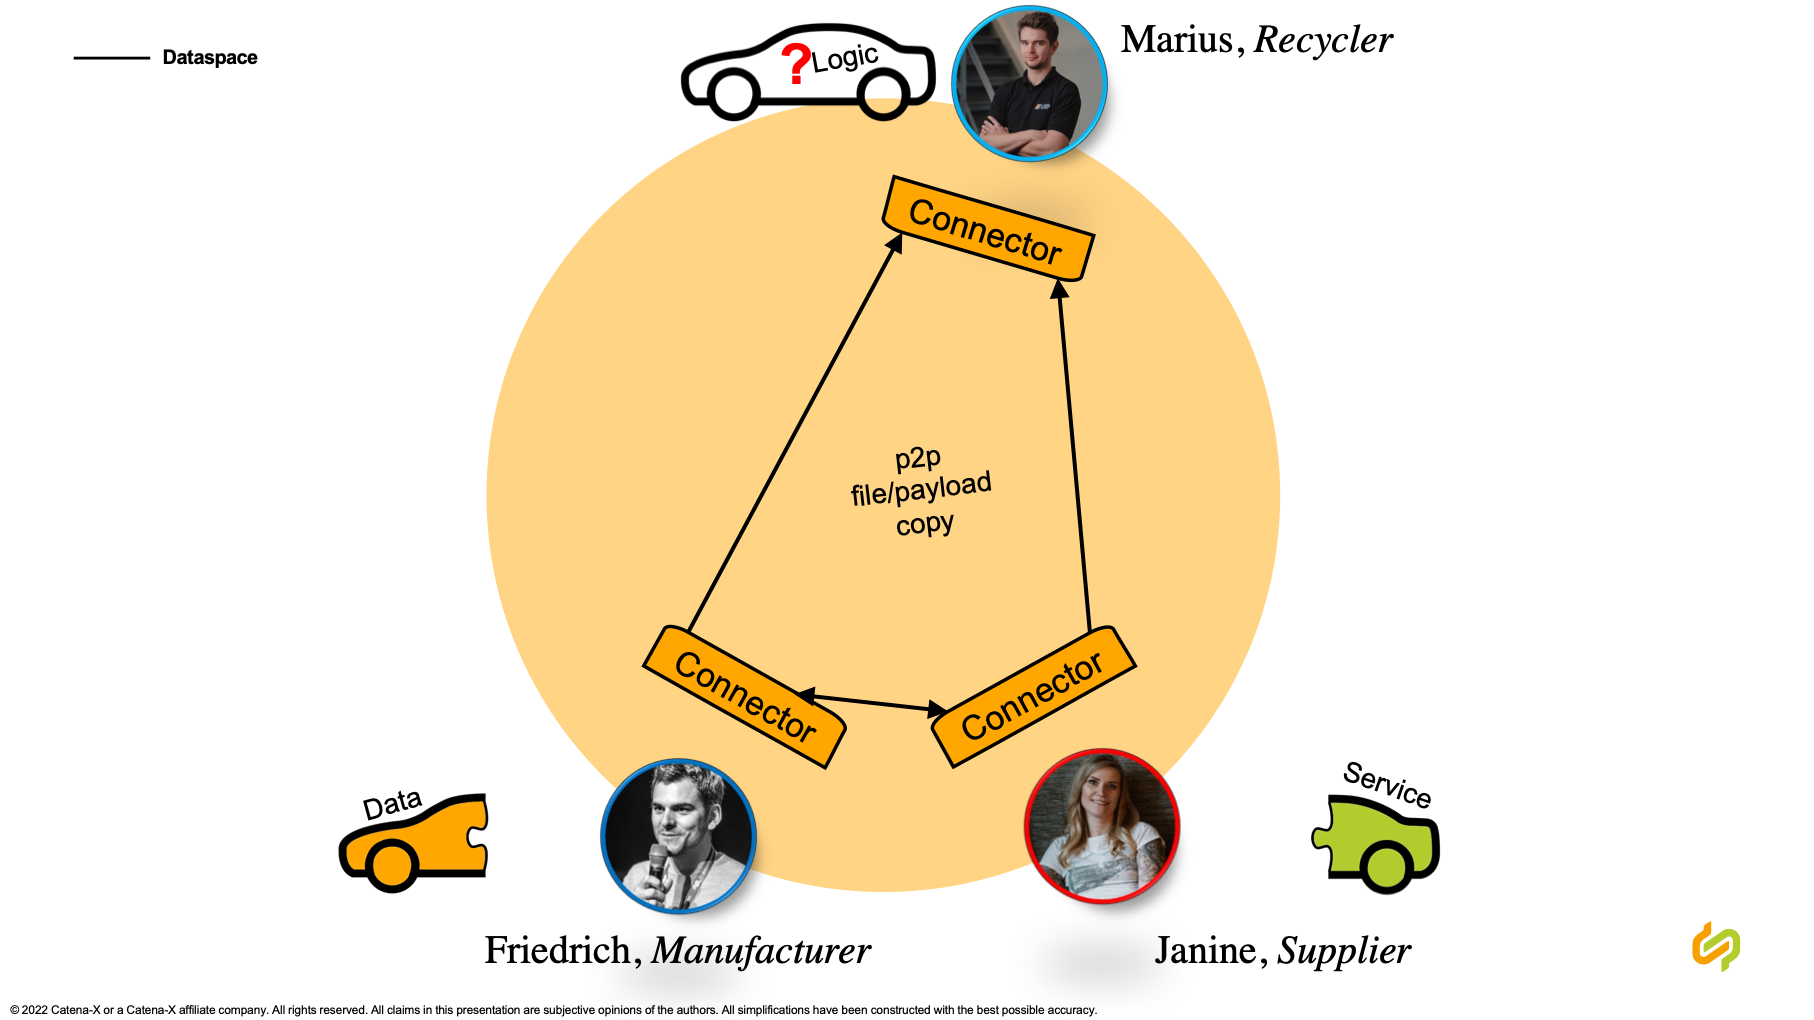 Dataspace
?
Logic
Marius, Recycler
Connector
p2p
file/payload
copy
Connector
Connector
Data
Service
Friedrich, Manufacturer
Janine, Supplier
© 2022 Catena-X or a Catena-X affiliate company. All rights reserved. All claims in this presentation are subjective opinions of the authors. All simplifications have been constructed with the best possible accuracy.